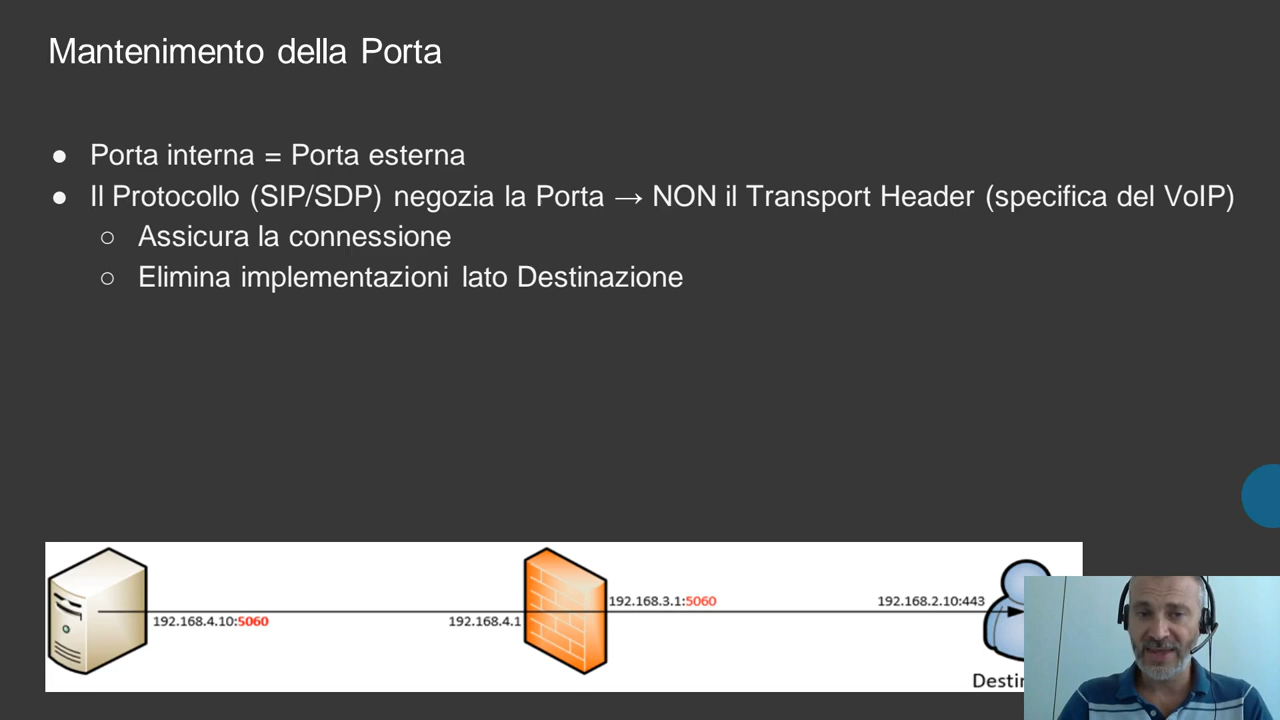 Mantenimento della Porta
● Porta interna = Porta esterna
● Il Protocollo (SIP/SDP) negozia la Porta → NON il Transport Header (specifica del VoIP)
○ Assicura la connessione
○ Elimina implementazioni lato Destinazione
192.168.3.1:5060
192.168.2.10:443
192.168.4.10:5060
192.168.4.1